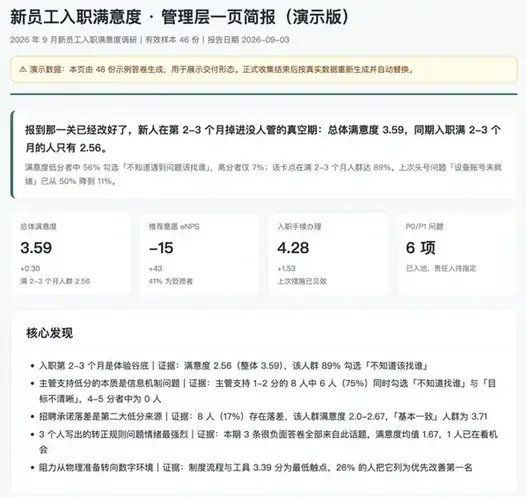 新员工入职满意度 · 管理层一页简报（演示版）
2026 年 9 月新员工入职满意度调研 | 有效样本 46 份 | 报告日期 2026-09-03
⚠ 演示数据：本页由 48 份示例答卷生成，用于展示交付形态。正式收集结束后按真实数据重新生成并自动替换。
报到那一关已经改好了，新人在第 2-3 个月掉进没人管的真空期：总体满意度 3.59，同期入职满 2-3 个
月的人只有 2.56。
满意度低分者中 56% 勾选「不知道遇到问题该找谁」，高分者仅 7%；该卡点在满 2-3 个月人群达 89%。上次头号问题「设备账号未就
绪」已从 50% 降到 11%。
总体满意度
3.59
+0.30
满 2-3 个月人群 2.56
推荐意愿 eNPS
-15
+43
41% 为贬损者
入职手续办理
4.28
+1.53
上次措施已见效
P0/P1 问题
6 项
已入池，责任人待指定
核心发现
• 入职第 2-3 个月是体验谷底 | 证据：满意度 2.56（整体 3.59），该人群 89% 勾选「不知道该找谁」
• 主管支持低分的本质是信息机制问题 | 证据：主管支持 1-2 分的 8 人中 6 人（75%）同时勾选「不知找谁」与「目
标不清晰」，4-5 分者中为 0 人
• 招聘承诺落差是第二大低分来源 | 证据：8 人（17%）存在落差，该人群满意度 2.0-2.67，「基本一致」人群为 3.71
• 3 个人写出的转正规则问题情绪最强烈 | 证据：本期 3 条很负面答卷全部来自此话题，满意度均值 1.67，1 人已在看机
会
• 阻力从物理准备转向数字环境 | 证据：制度流程与工具 3.39 分为最低触点，26% 的人把它列为优先改善第一名